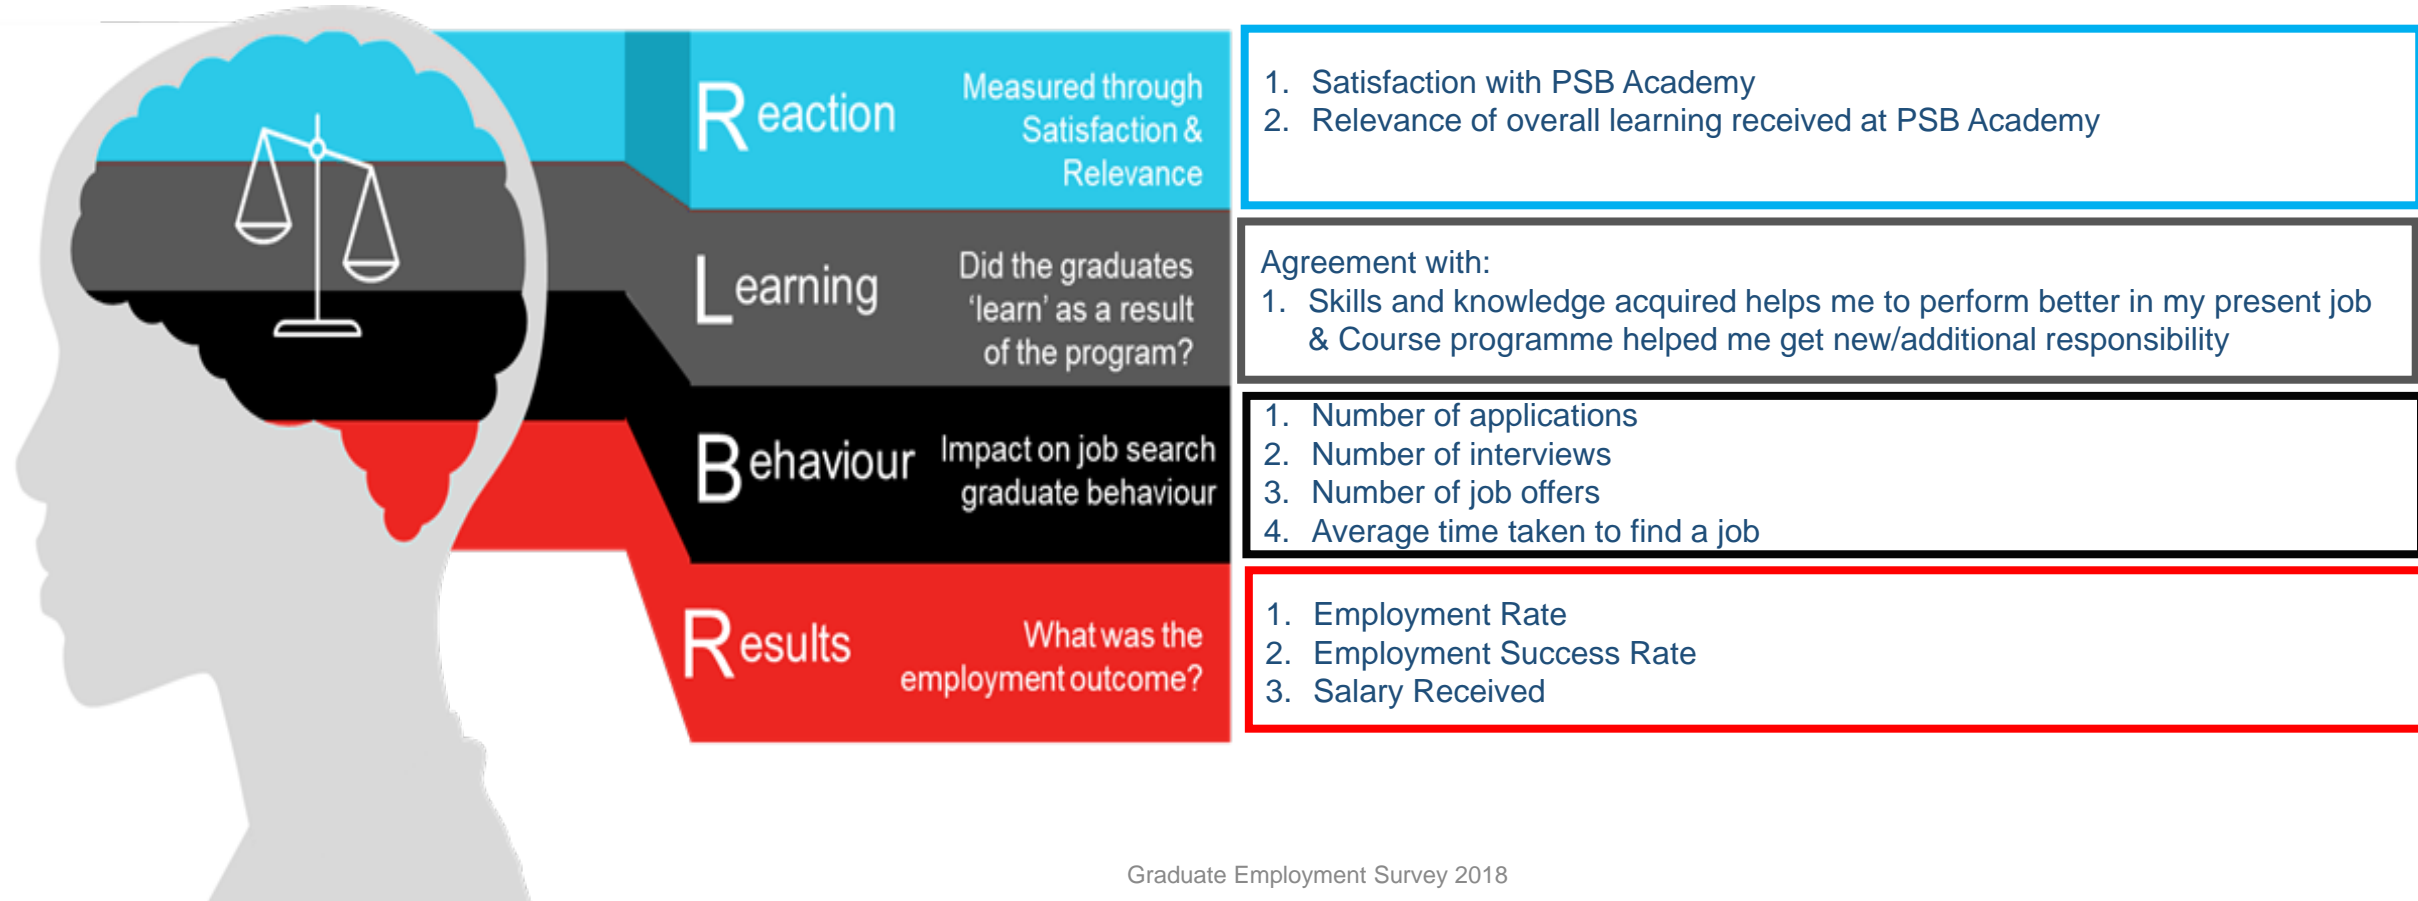 Reaction
Measured through
Satisfaction &
Relevance
1. Satisfaction with PSB Academy
2. Relevance of overall learning received at PSB Academy
Learning
Did the graduates
‘learn’ as a result
of the program?
Agreement with:
1. Skills and knowledge acquired helps me to perform better in my present job
& Course programme helped me get new/additional responsibility
Behaviour
Impact on job search
graduate behaviour
1. Number of applications
2. Number of interviews
3. Number of job offers
4. Average time taken to find a job
Results
What was the
employment outcome?
1. Employment Rate
2. Employment Success Rate
3. Salary Received
Graduate Employment Survey 2018